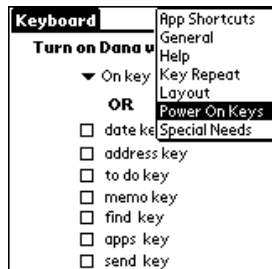 Keyboard
App Shortcuts
General
Help
Key Repeat
Layout
Power On Keys
Special Needs
Turn on Dana u
On key
OR
date ke
address key
to do key
memo key
find key
apps key
send key